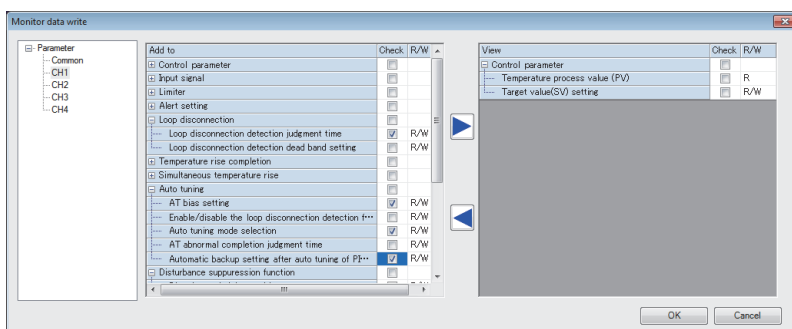 Monitor data write
Parameter
Common
CH1
CH2
CH3
CH4
Add to Check R/W
Control parameter
Input signal
Limiter
Alert setting
Loop disconnection
Loop disconnection detection judgment time R/W
Loop disconnection detection dead band setting R/W
Temperature rise completion
Simultaneous temperature rise
Auto tuning
AT bias setting R/W
Enable/disable the loop disconnection detection f··· R/W
Auto tuning mode selection R/W
AT abnormal completion judgment time R/W
Automatic backup setting after auto tuning of PI··· R/W
Disturbance suppuression function
View Check R/W
Control parameter
Temperature process value (PV) R
Target value(SV) setting R/W
OK Cancel